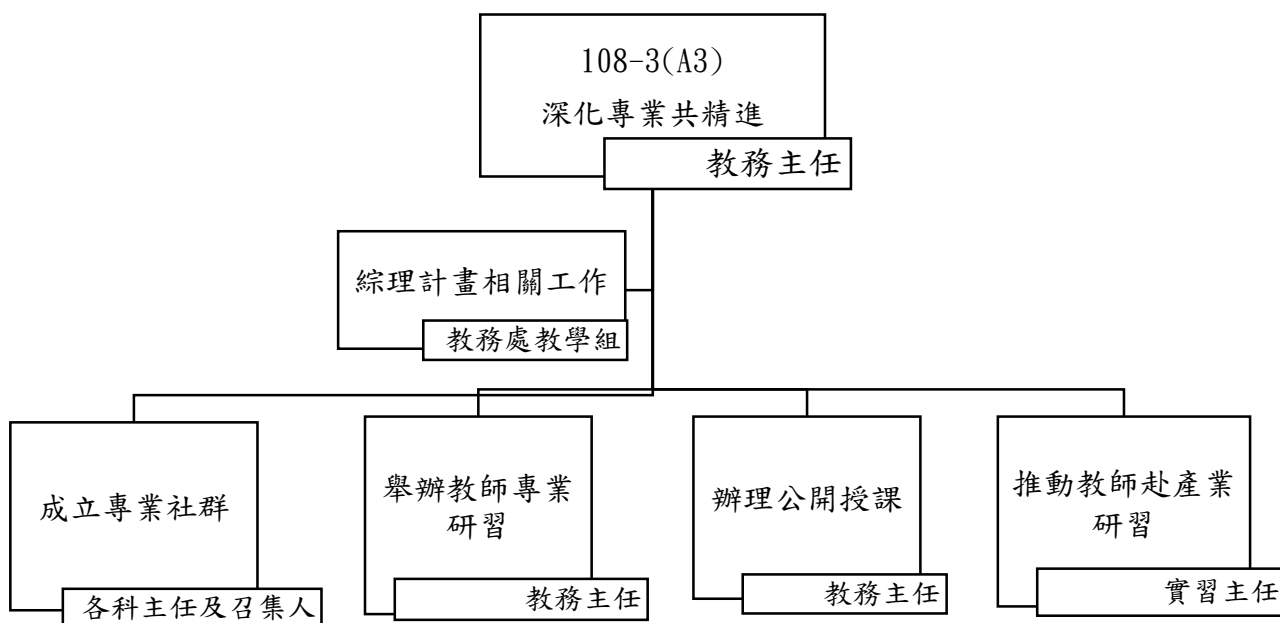 108-3(A3)
深化專業共精進
教務主任
綜理計畫相關工作
教務處教學組
成立專業社群
各科主任及召集人
舉辦教師專業
研習
教務主任
辦理公開授課
教務主任
推動教師赴產業
研習
實習主任